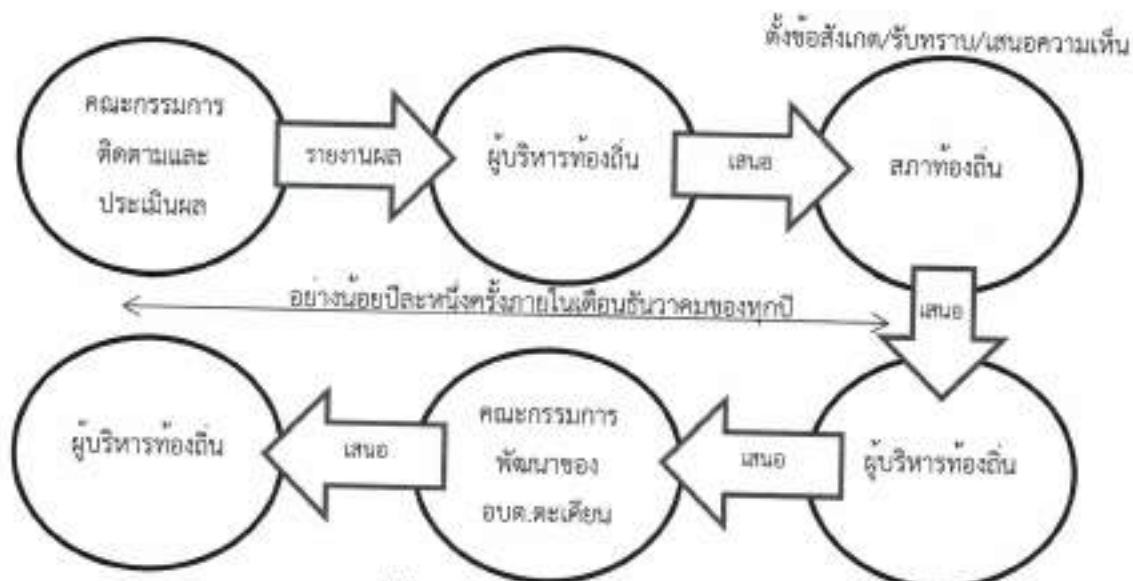 ตั้งข้อสังเกต/รับทราบ/เสนอความเห็น
คณะกรรมการ
ติดตามและ
ประเมินผล
รายงานผล
ผู้บริหารท้องถิ่น
เสนอ
สภาท้องถิ่น
อย่างน้อยปีละหนึ่งครั้งภายในเดือนธันวาคมของทุกปี
เสนอ
ผู้บริหารท้องถิ่น
เสนอ
คณะกรรมการ
พัฒนาของ
อบต.ตะเคียน
เสนอ
ผู้บริหารท้องถิ่น